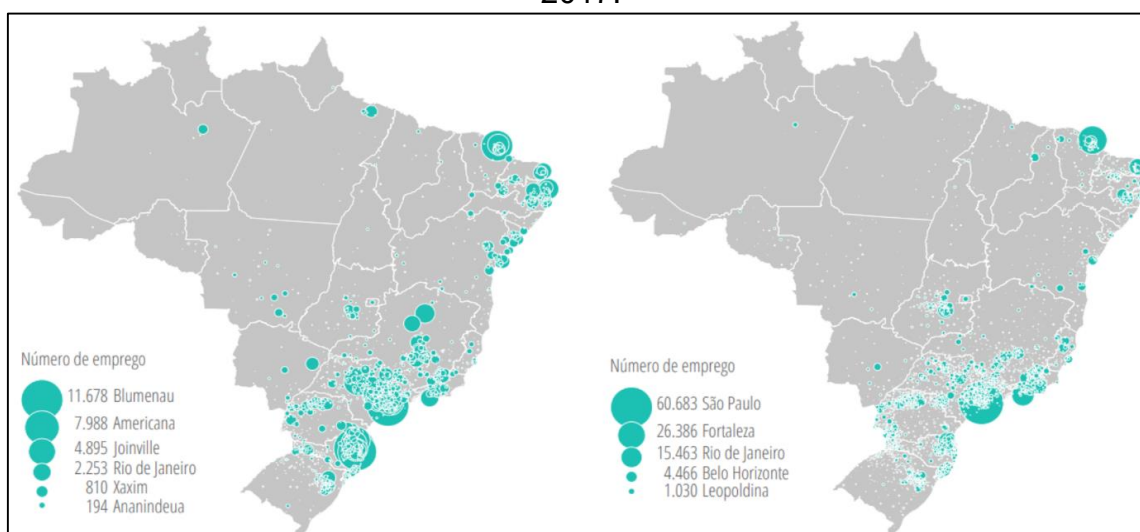 Número de emprego
11.678 Blumenau
7.988 Americana
4.895 Joinville
2.253 Rio de Janeiro
810 Xaxim
194 Ananindeua
Número de emprego
60.683 São Paulo
26.386 Fortaleza
15.463 Rio de Janeiro
4.466 Belo Horizonte
1.030 Leopoldina